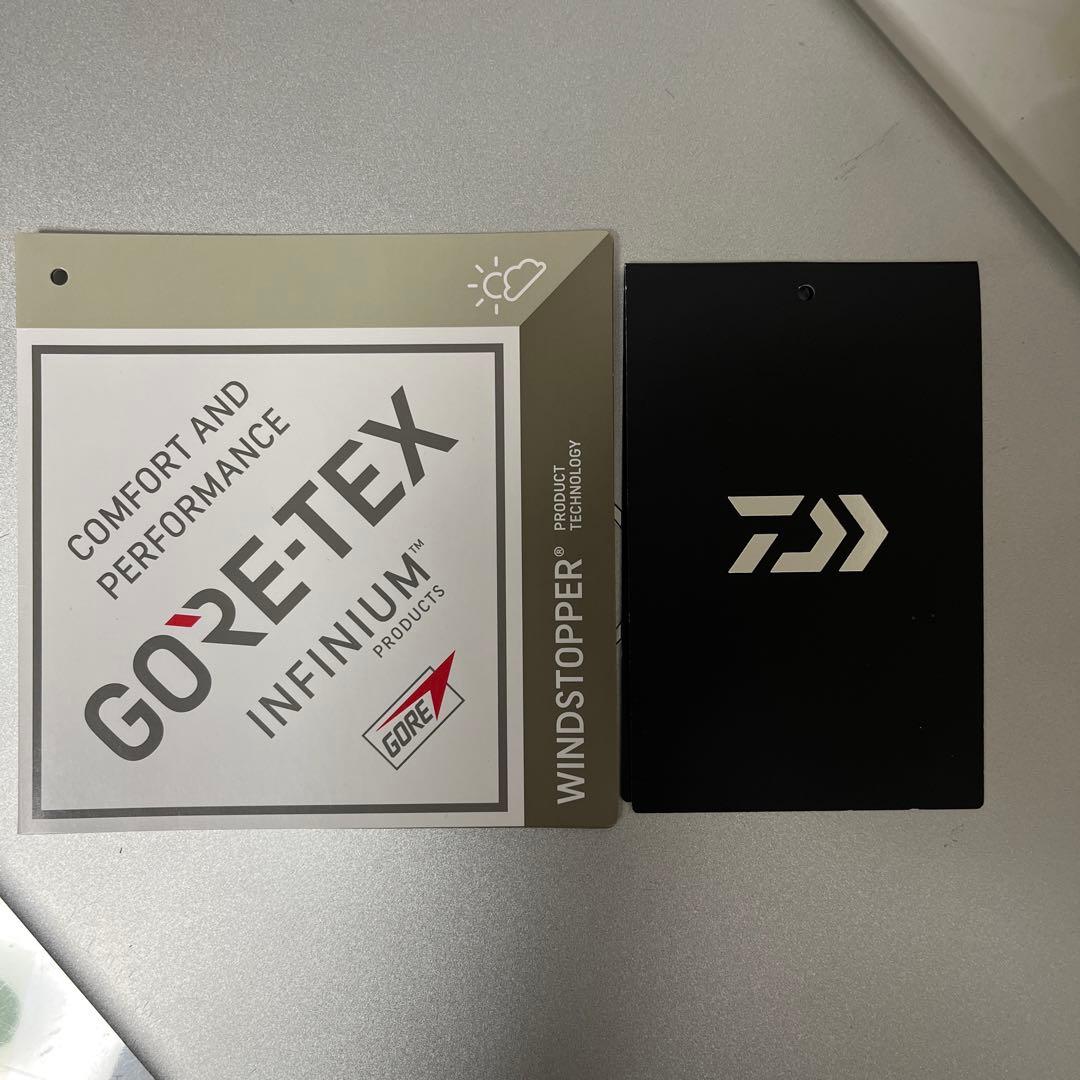 COMFORT AND
PERFORMANCE
GORE-TEX
INFINIUM™
PRODUCTS
GORE
WINDSTOPPER® PRODUCT
TECHNOLOGY